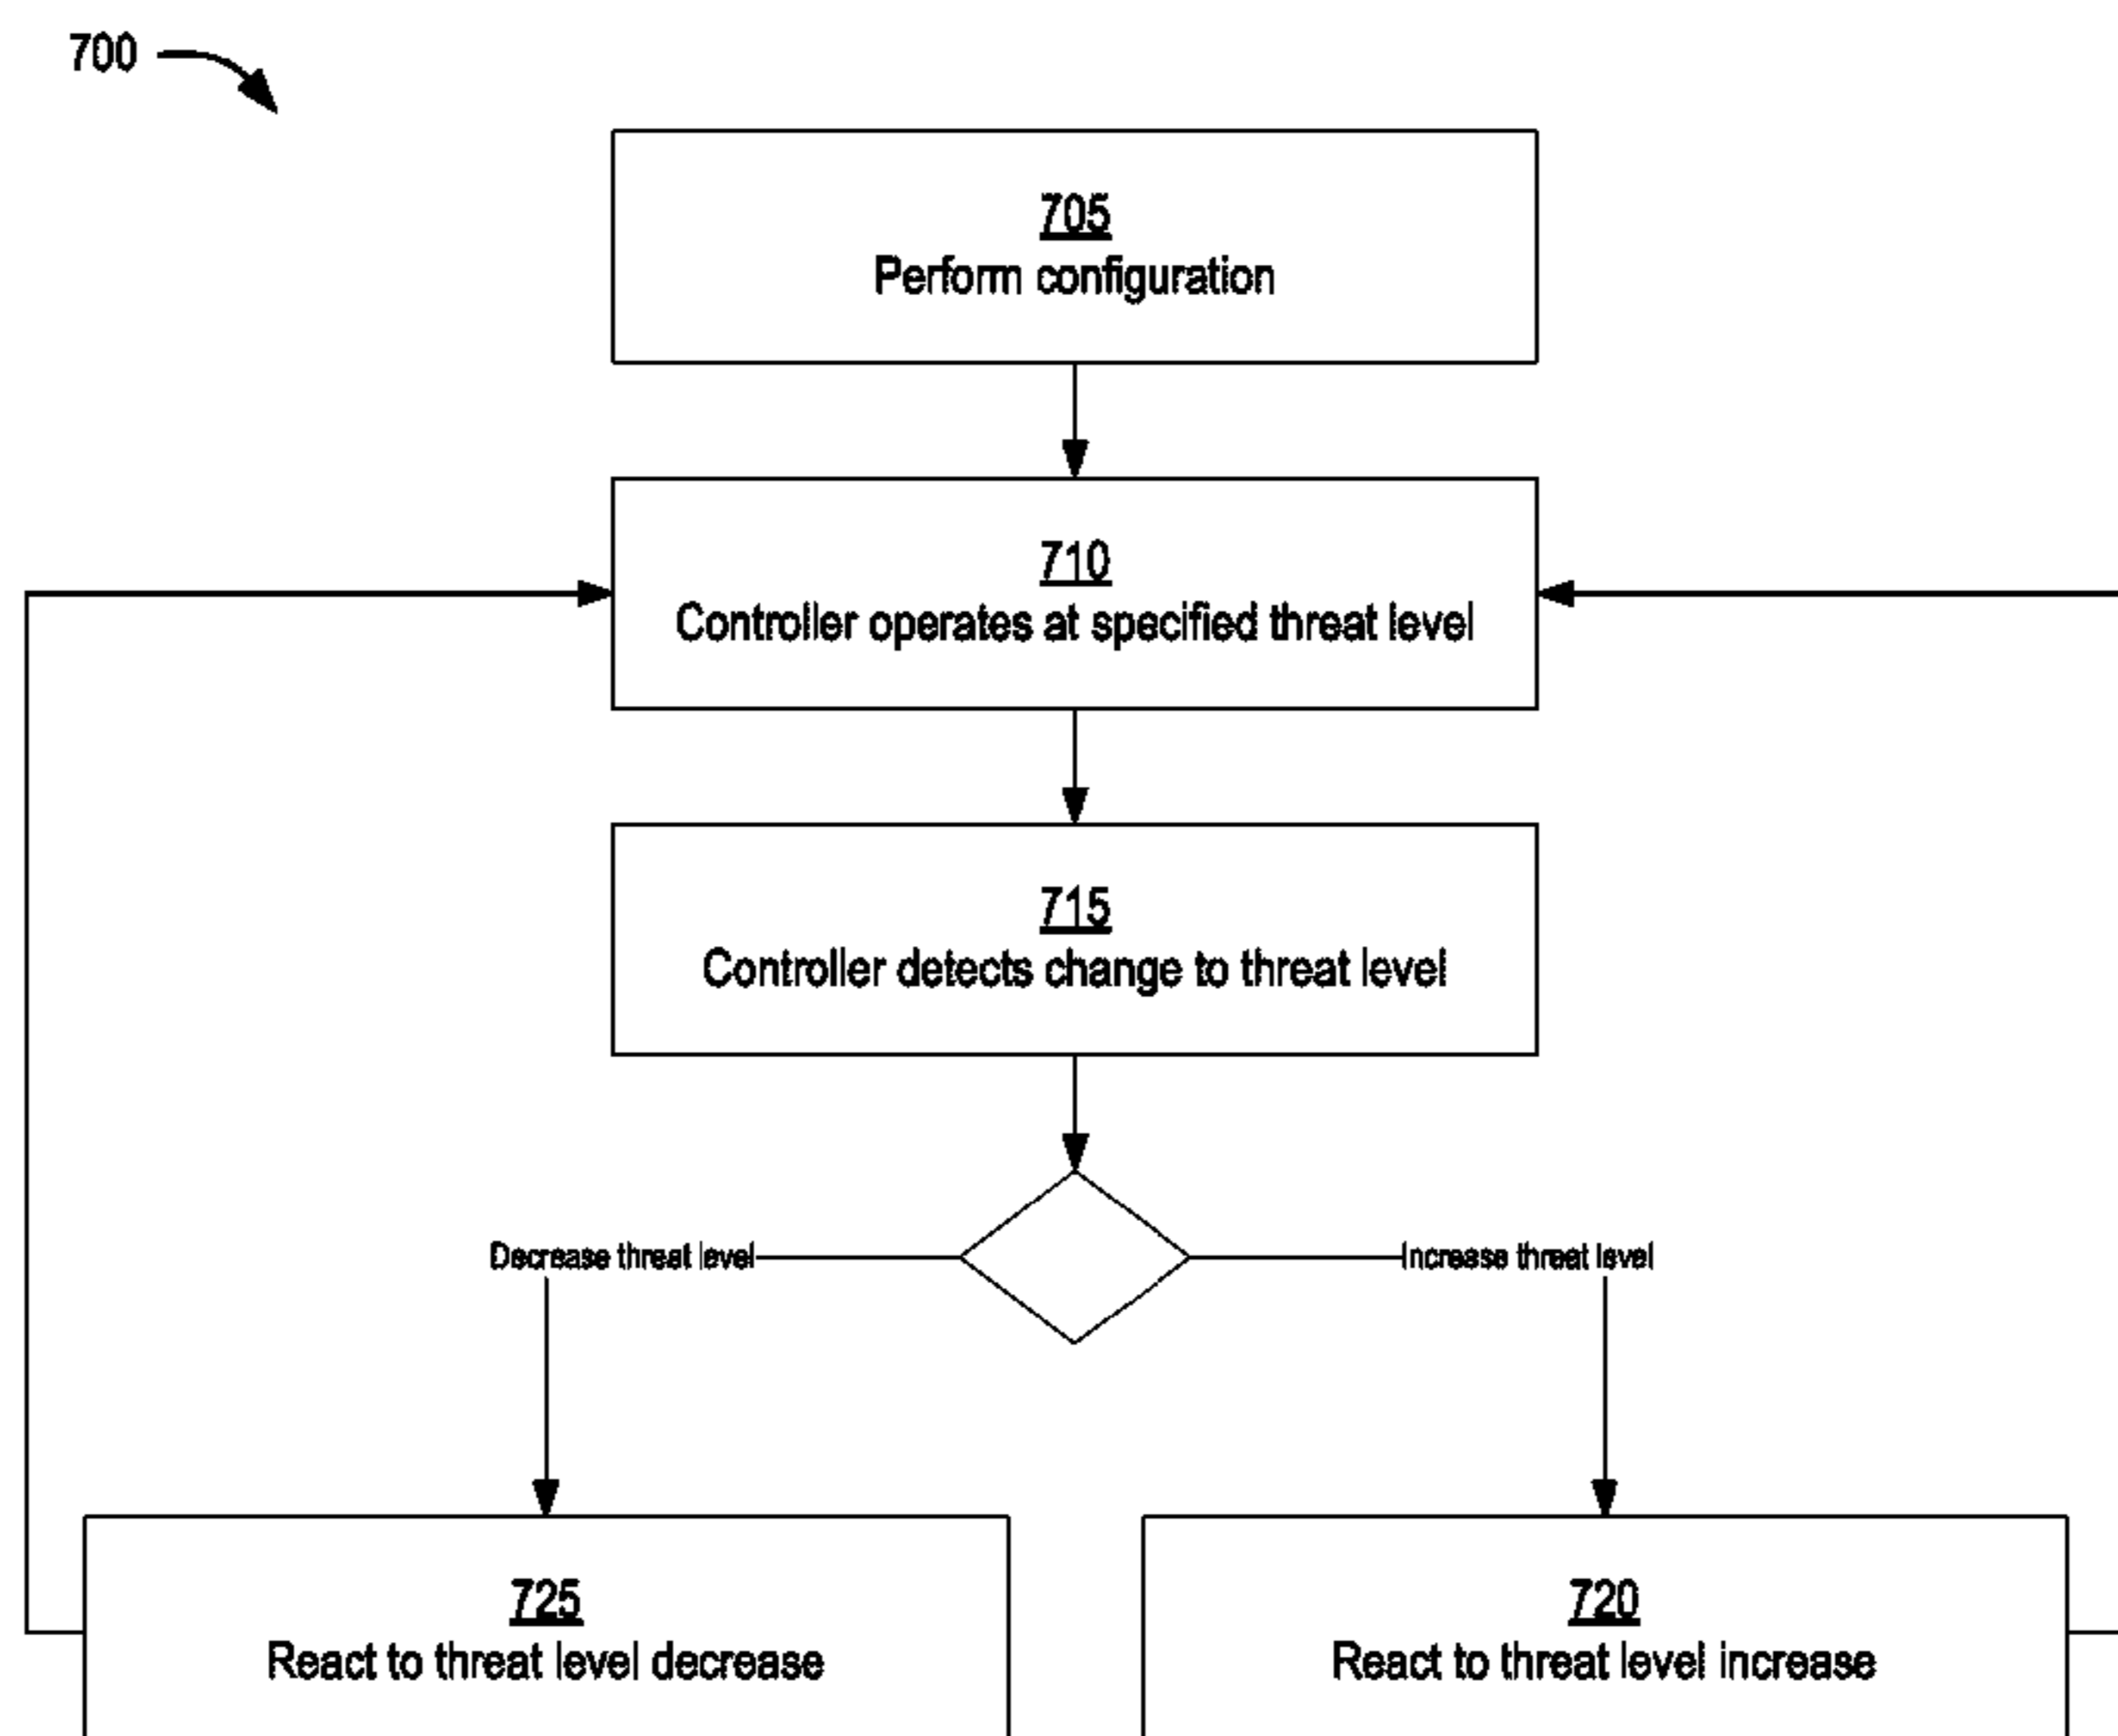 700
705
Perform configuration
710
Controller operates at specified threat level
715
Controller detects change to threat level
Decrease threat level
Increase threat level
725
React to threat level decrease
720
React to threat level increase